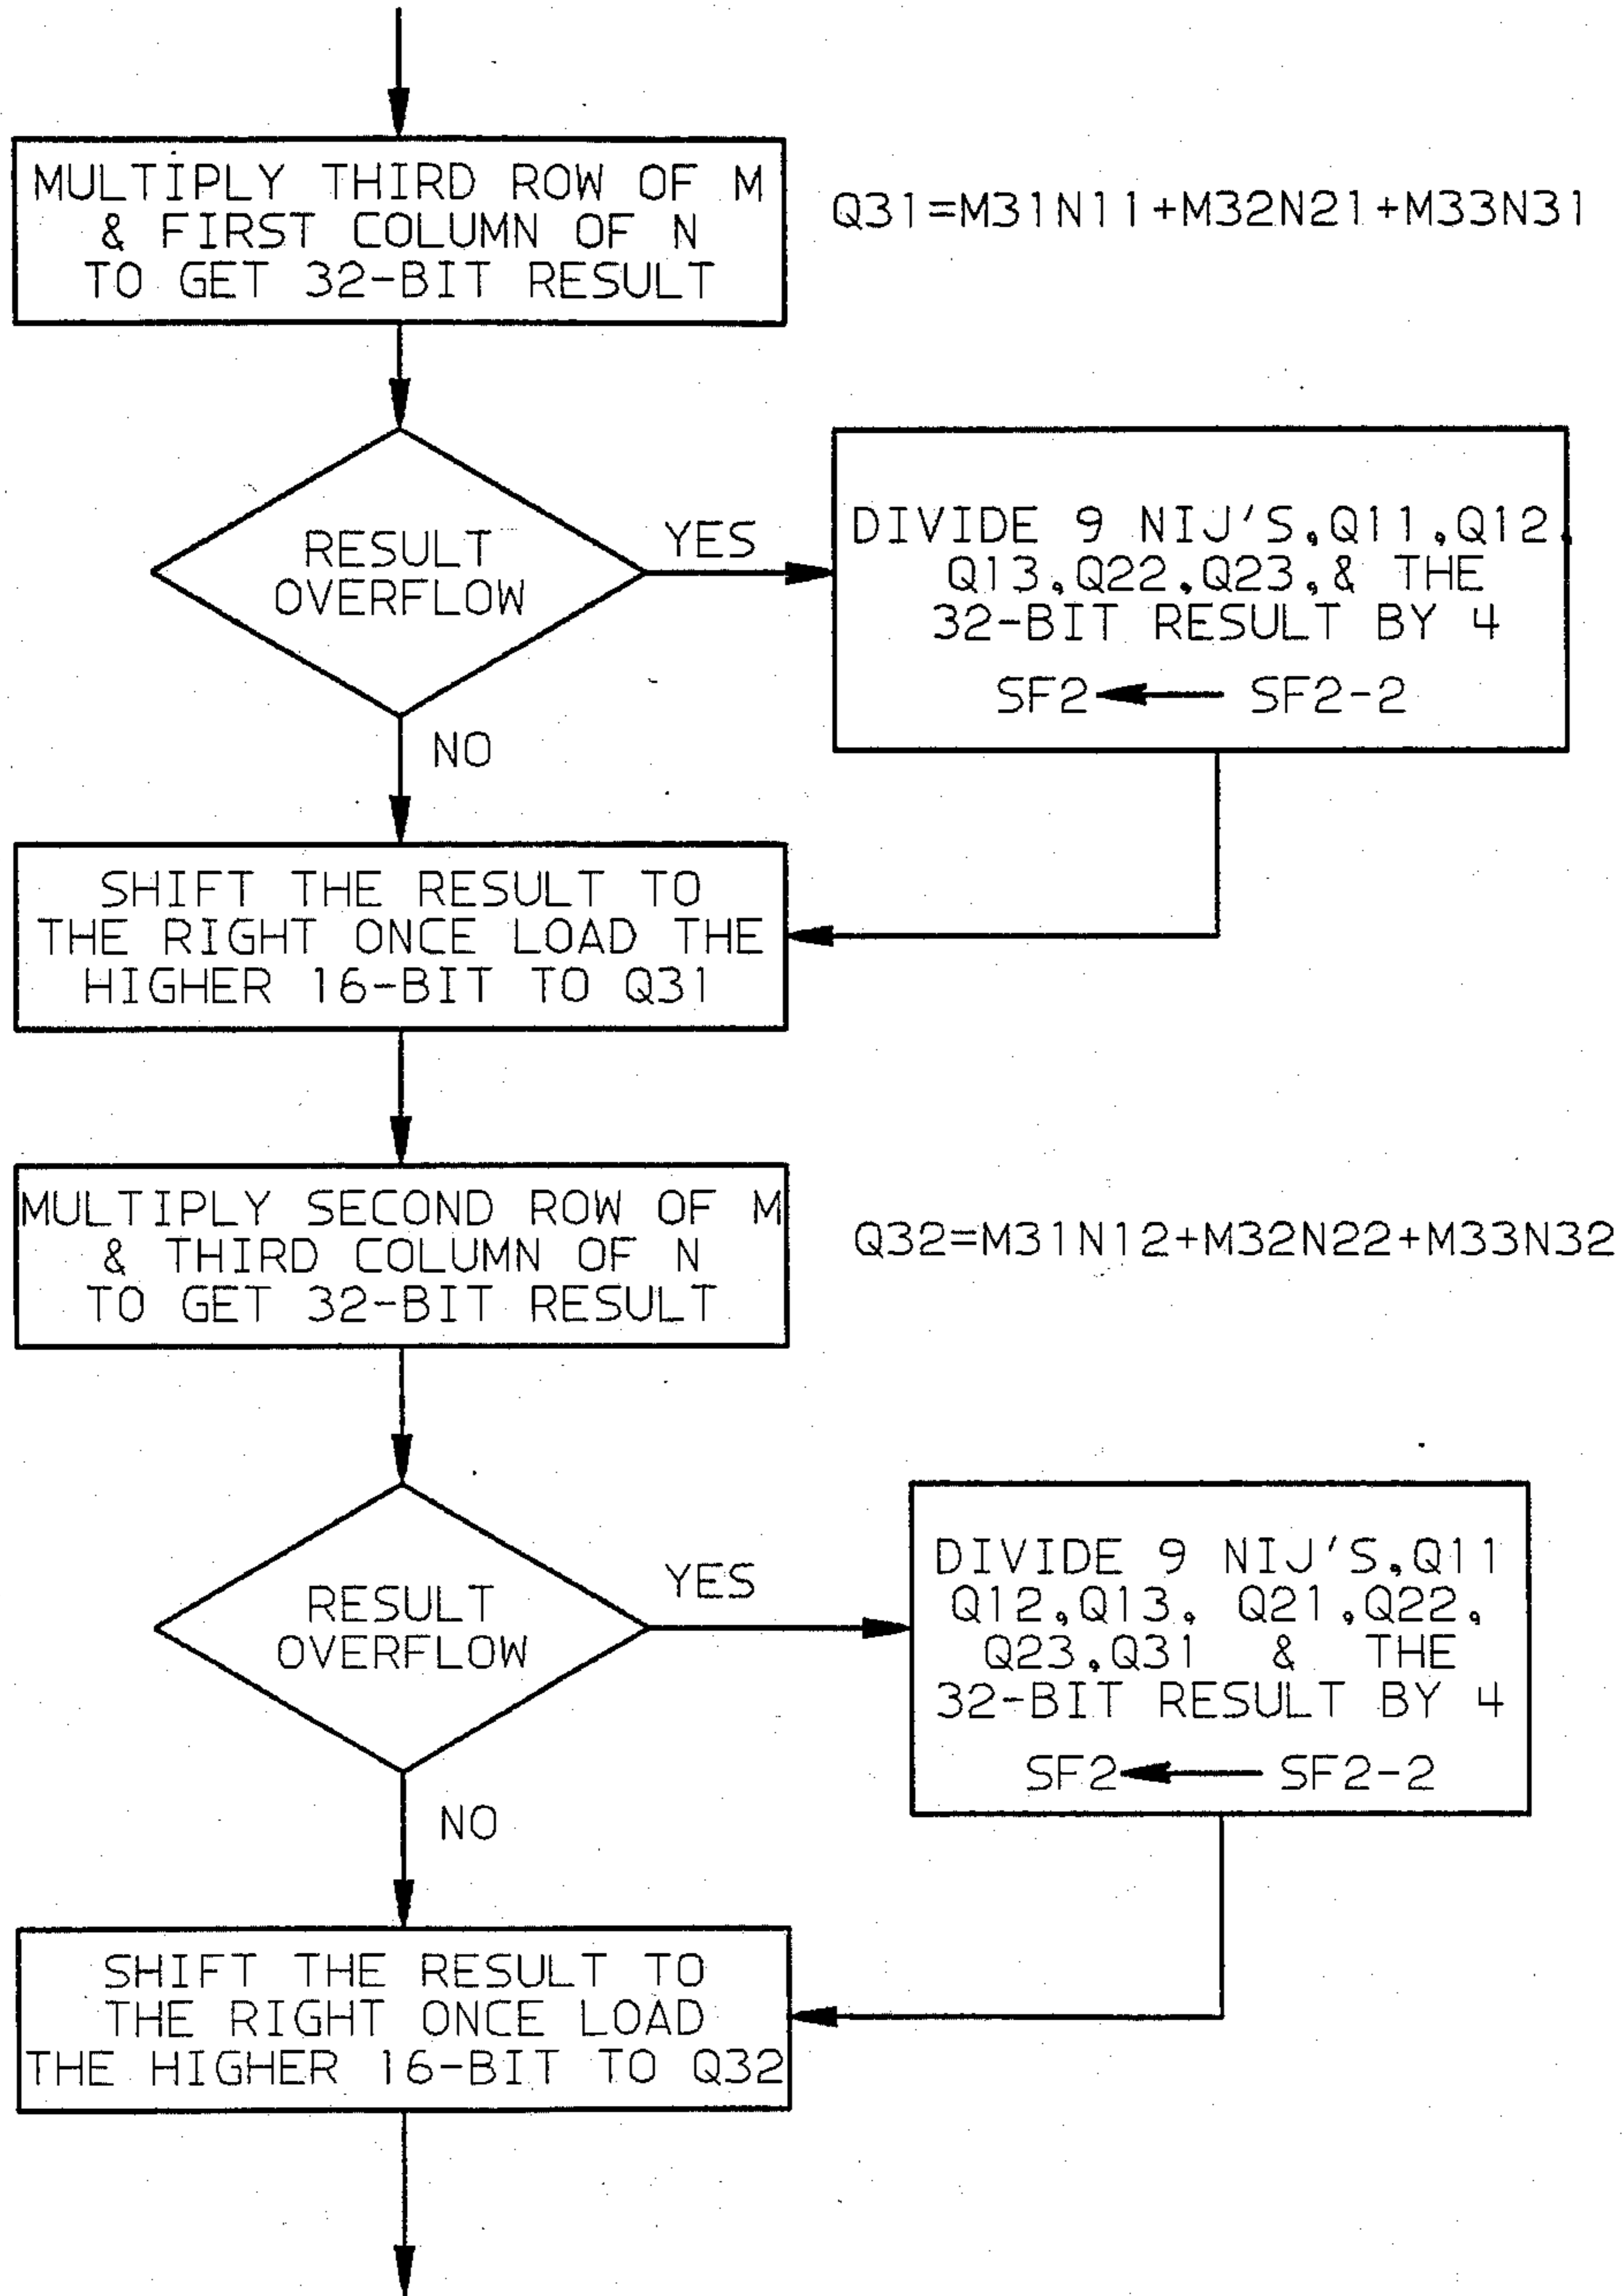 MULTIPLY THIRD ROW OF M
& FIRST COLUMN OF N
TO GET 32-BIT RESULT
Q31=M31N11+M32N21+M33N31
RESULT
OVERFLOW
YES
DIVIDE 9 NIJ'S,Q11,Q12,
Q13,Q22,Q23,& THE
32-BIT RESULT BY 4
SF2 ← SF2-2
NO
SHIFT THE RESULT TO
THE RIGHT ONCE LOAD THE
HIGHER 16-BIT TO Q31
MULTIPLY SECOND ROW OF M
& THIRD COLUMN OF N
TO GET 32-BIT RESULT
Q32=M31N12+M32N22+M33N32
RESULT
OVERFLOW
YES
DIVIDE 9 NIJ'S,Q11
Q12,Q13, Q21,Q22,
Q23,Q31 & THE
32-BIT RESULT BY 4
SF2 ← SF2-2
NO
SHIFT THE RESULT TO
THE RIGHT ONCE LOAD
THE HIGHER 16-BIT TO Q32